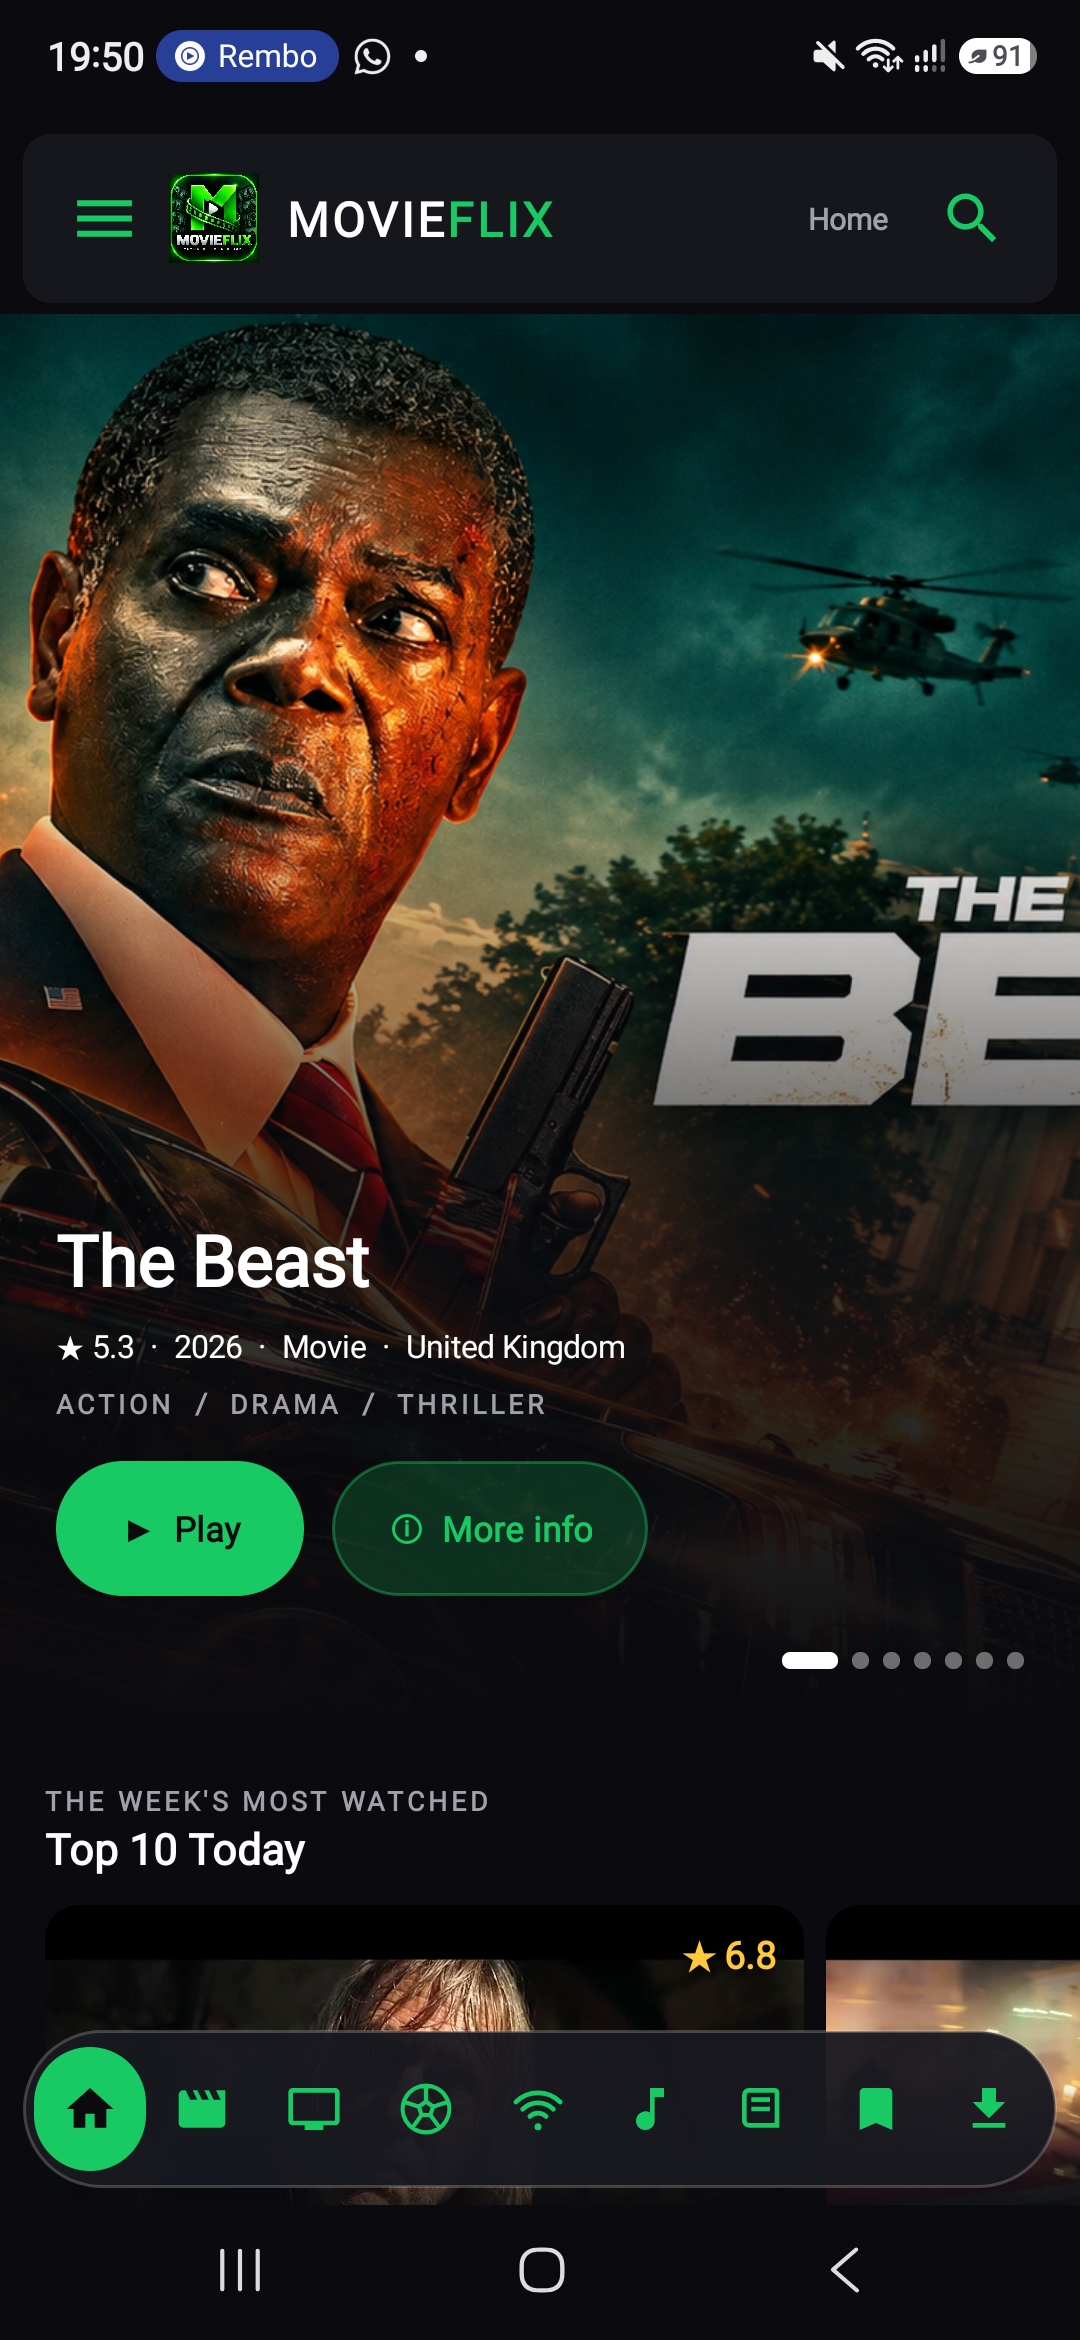 19:50 Rembo 91
MOVIEFLIX
MOVIEFLIX Home
THE
BE
The Beast
★ 5.3 · 2026 · Movie · United Kingdom
ACTION / DRAMA / THRILLER
Play More info
THE WEEK'S MOST WATCHED
Top 10 Today
★ 6.8